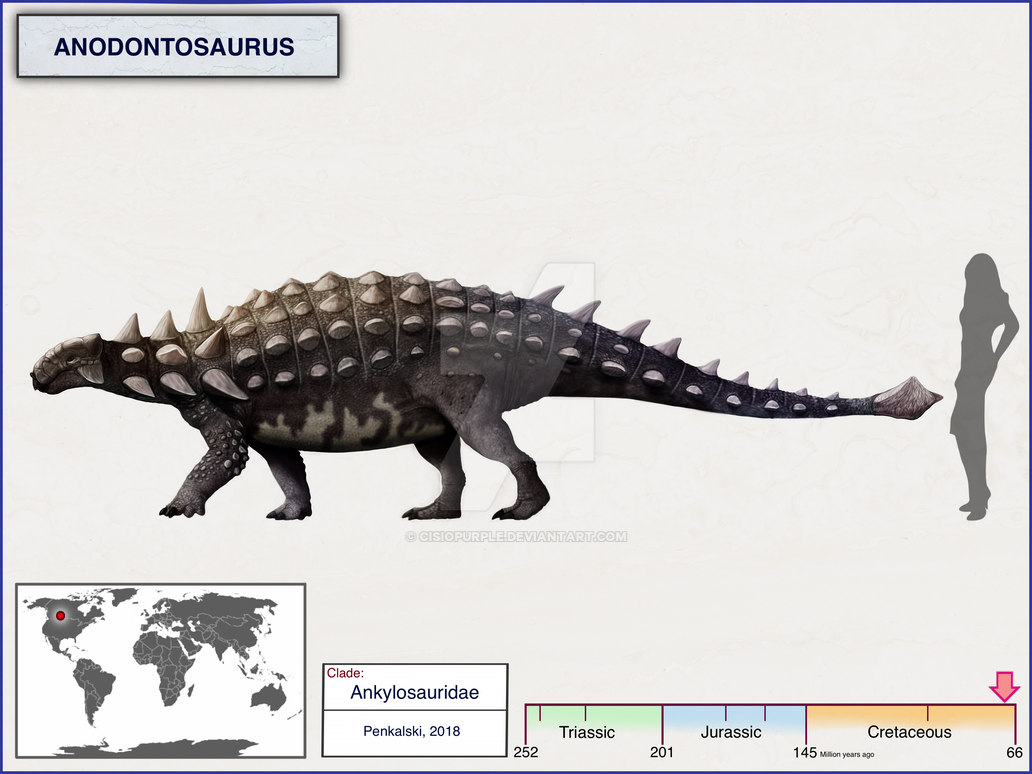 ANODONTOSAURUS
© CISIOPURPLE.DEVIANTART.COM
Clade:
Ankylosauridae
Penkalski, 2018
Triassic
Jurassic
Cretaceous
252
201
145 Million years ago
66